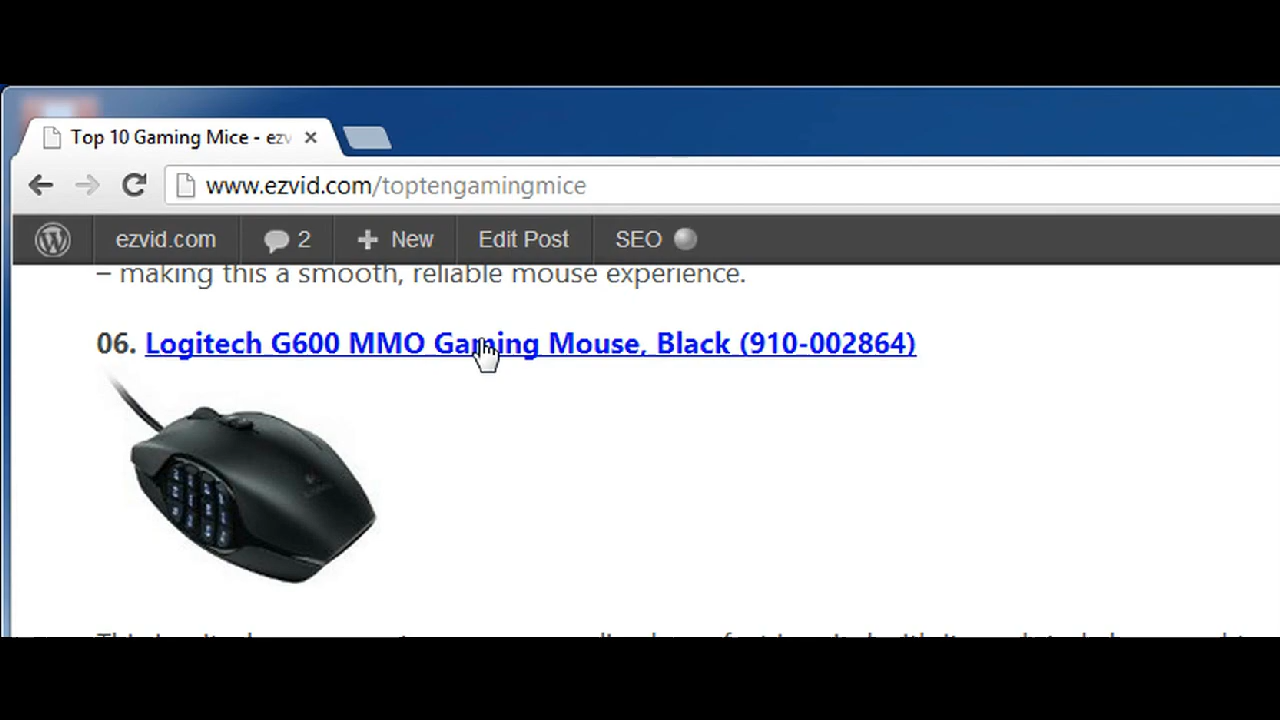 Top 10 Gaming Mice - ezv
www.ezvid.com/toptengamingmice
ezvid.com 2 New Edit Post SEO
– making this a smooth, reliable mouse experience.
06. Logitech G600 MMO Gaming Mouse, Black (910-002864)